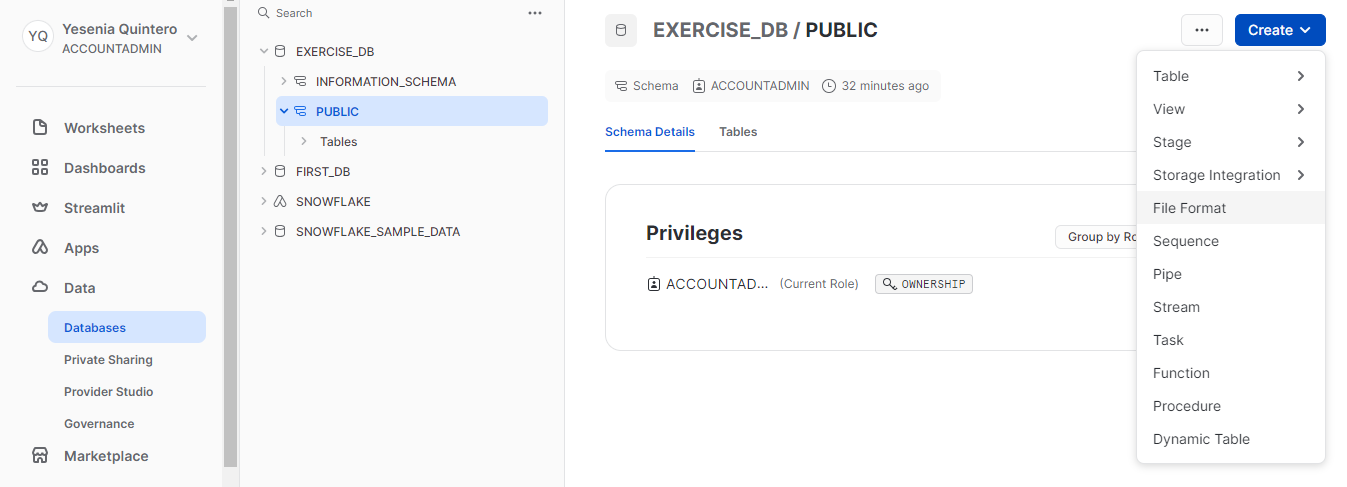 YQ
Yesenia Quintero
ACCOUNTADMIN
Worksheets
Dashboards
Streamlit
Apps
Data
Databases
Private Sharing
Provider Studio
Governance
Marketplace
Search
EXERCISE_DB
INFORMATION_SCHEMA
PUBLIC
Tables
FIRST_DB
SNOWFLAKE
SNOWFLAKE_SAMPLE_DATA
EXERCISE_DB / PUBLIC
Create
Schema ACCOUNTADMIN 32 minutes ago
Schema Details Tables
Privileges
Group by Ro
ACCOUNTAD... (Current Role) OWNERSHIP
Table
View
Stage
Storage Integration
File Format
Sequence
Pipe
Stream
Task
Function
Procedure
Dynamic Table